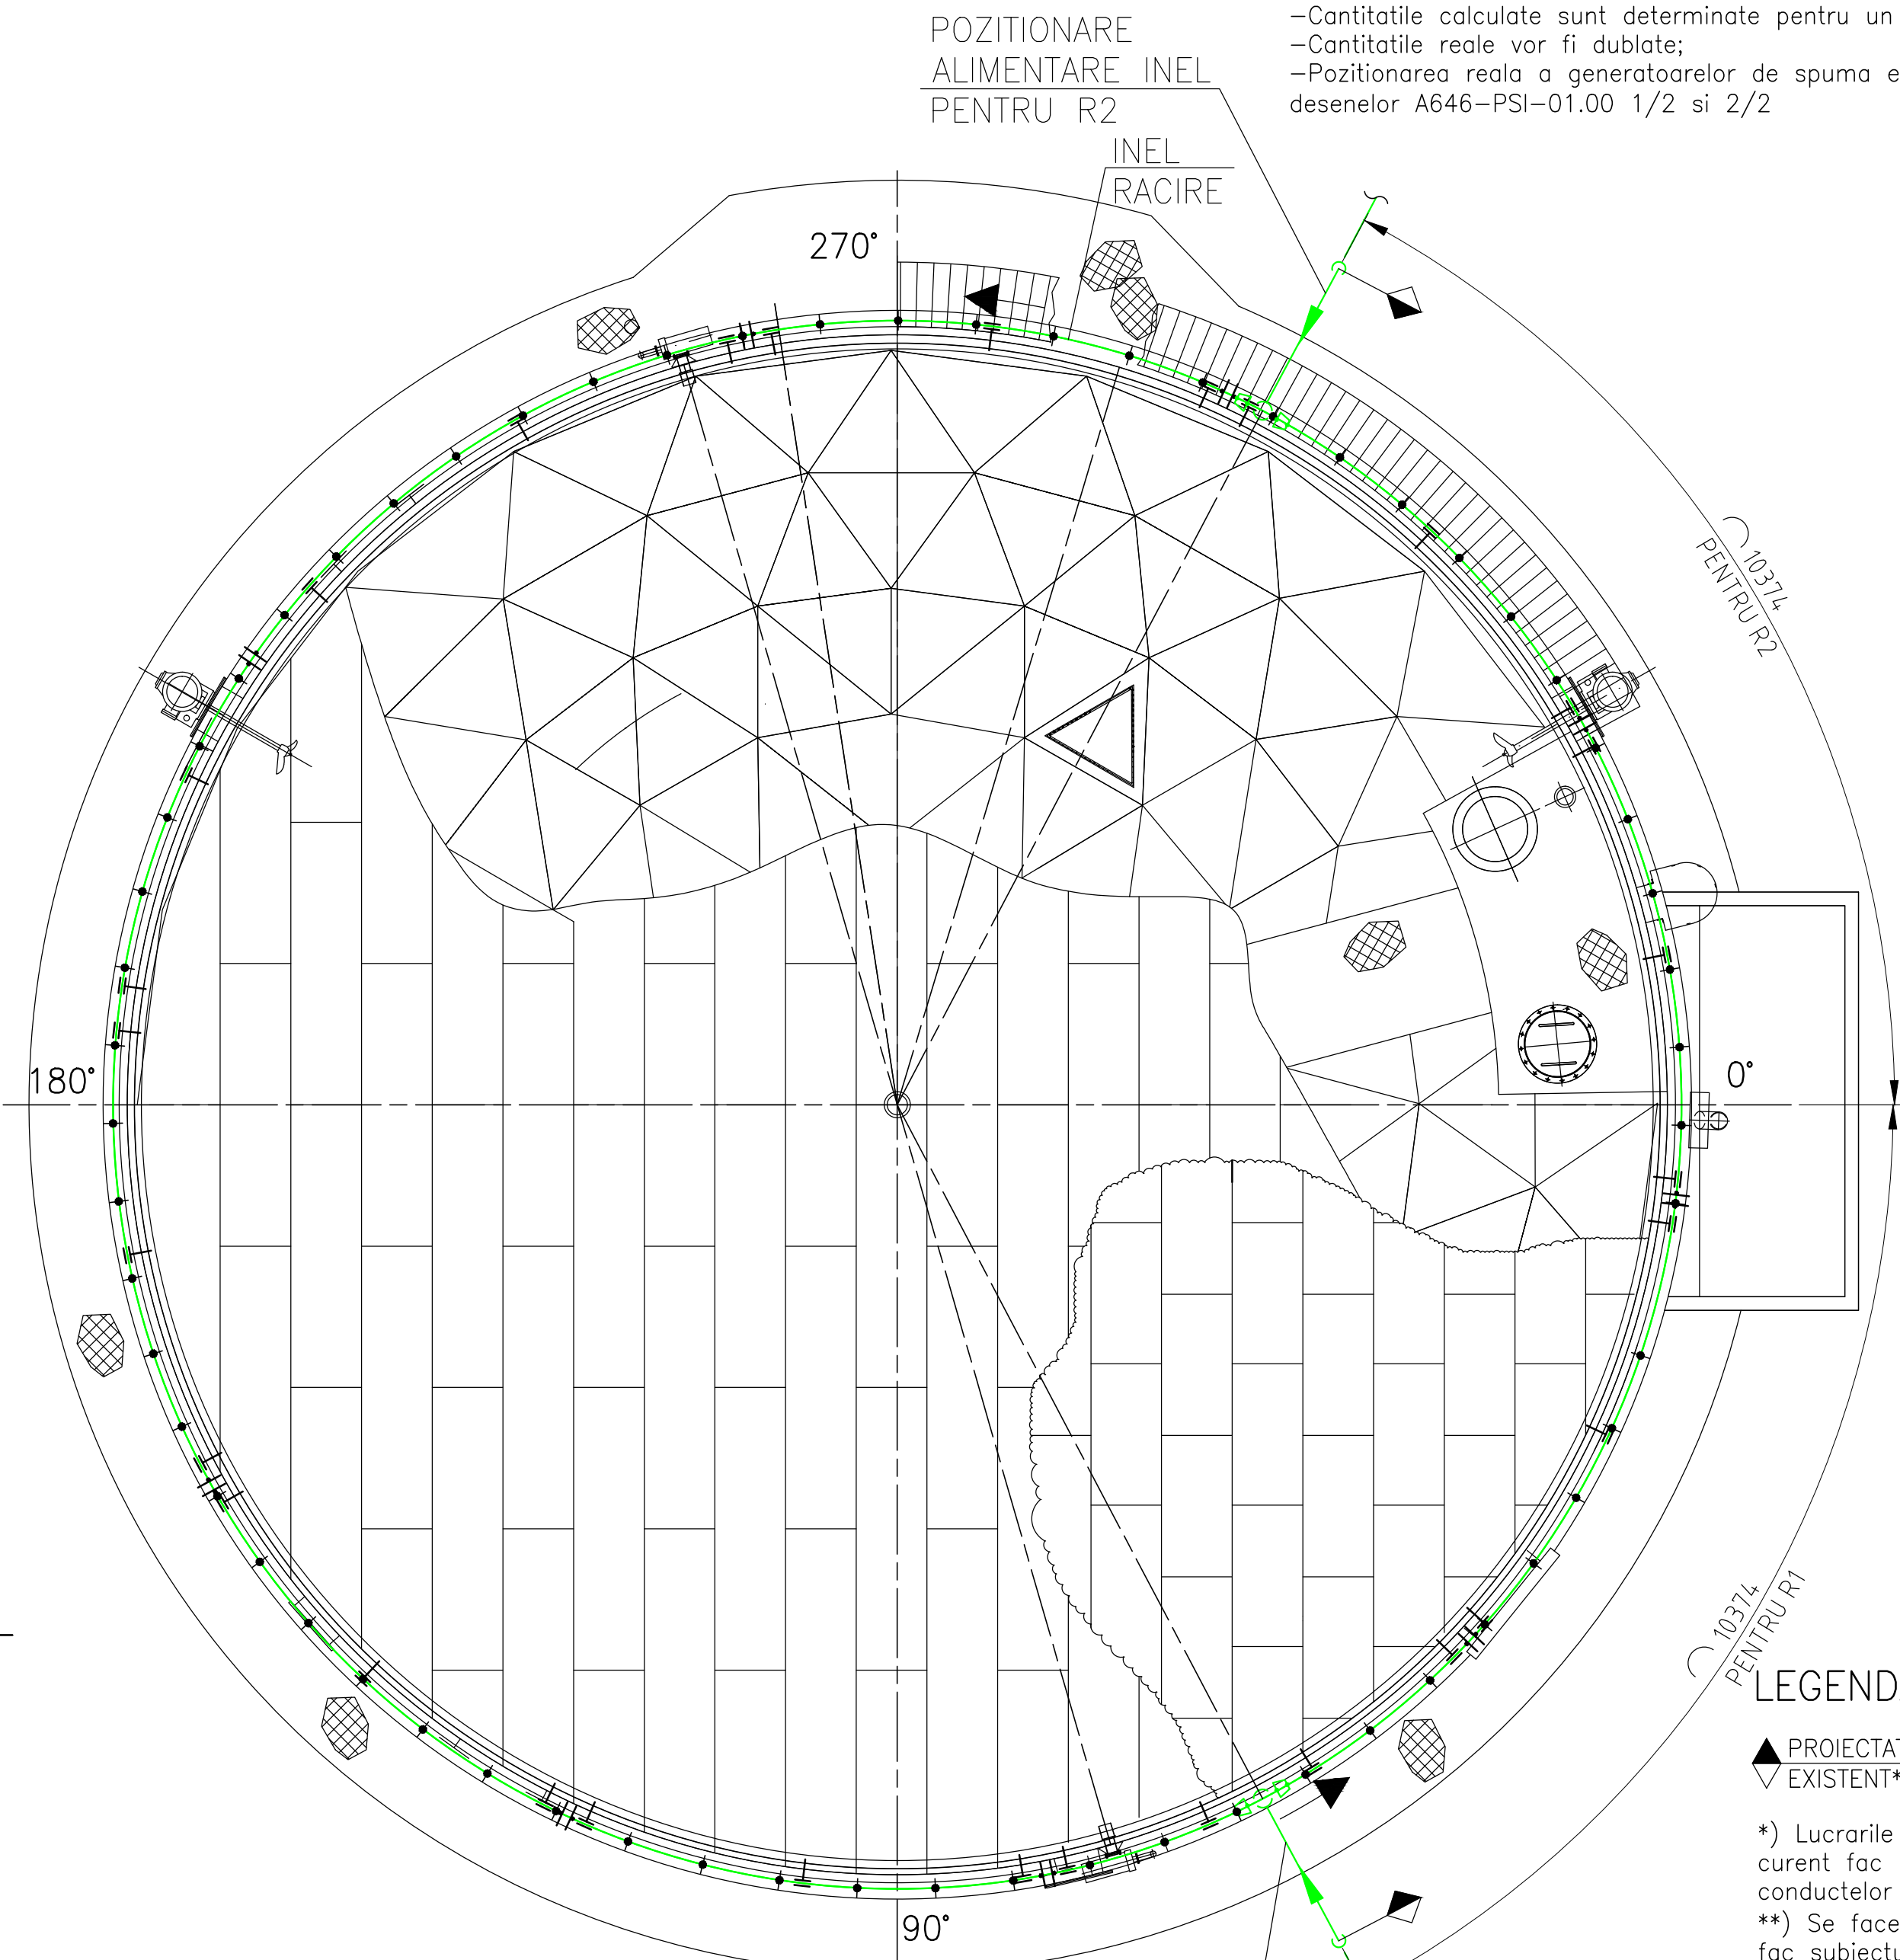 POZITIONARE
ALIMENTARE INEL
PENTRU R2
-Cantitatile calculate sunt determinate pentru un
-Cantitatile reale vor fi dublate;
-Pozitionarea reala a generatoarelor de spuma e
desenelor A646-PSI-01.00 1/2 si 2/2
INEL
RACIRE
270°
10374
PENTRU R2
180°
0°
10374
PENTRU R1
LEGEND
PROIECTAT
EXISTENT*
*) Lucrarile
curent fac
conductelor
**) Se face
fac subiectu
90°